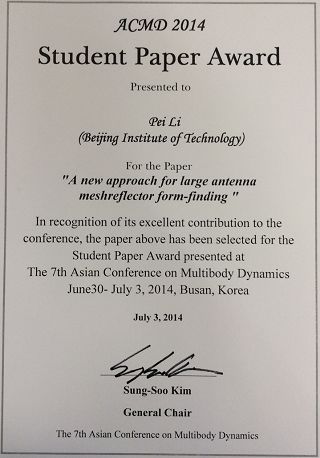 ACMD 2014
Student Paper Award
Presented to
Pei Li
(Beijing Institute of Technology)
For the Paper
"A new approach for large antenna
meshreflector form-finding "
In recognition of its excellent contribution to the
conference, the paper above has been selected for the
Student Paper Award presented at
The 7th Asian Conference on Multibody Dynamics
June30- July 3, 2014, Busan, Korea
July 3, 2014
Sung-Soo Kim
General Chair
The 7th Asian Conference on Multibody Dynamics